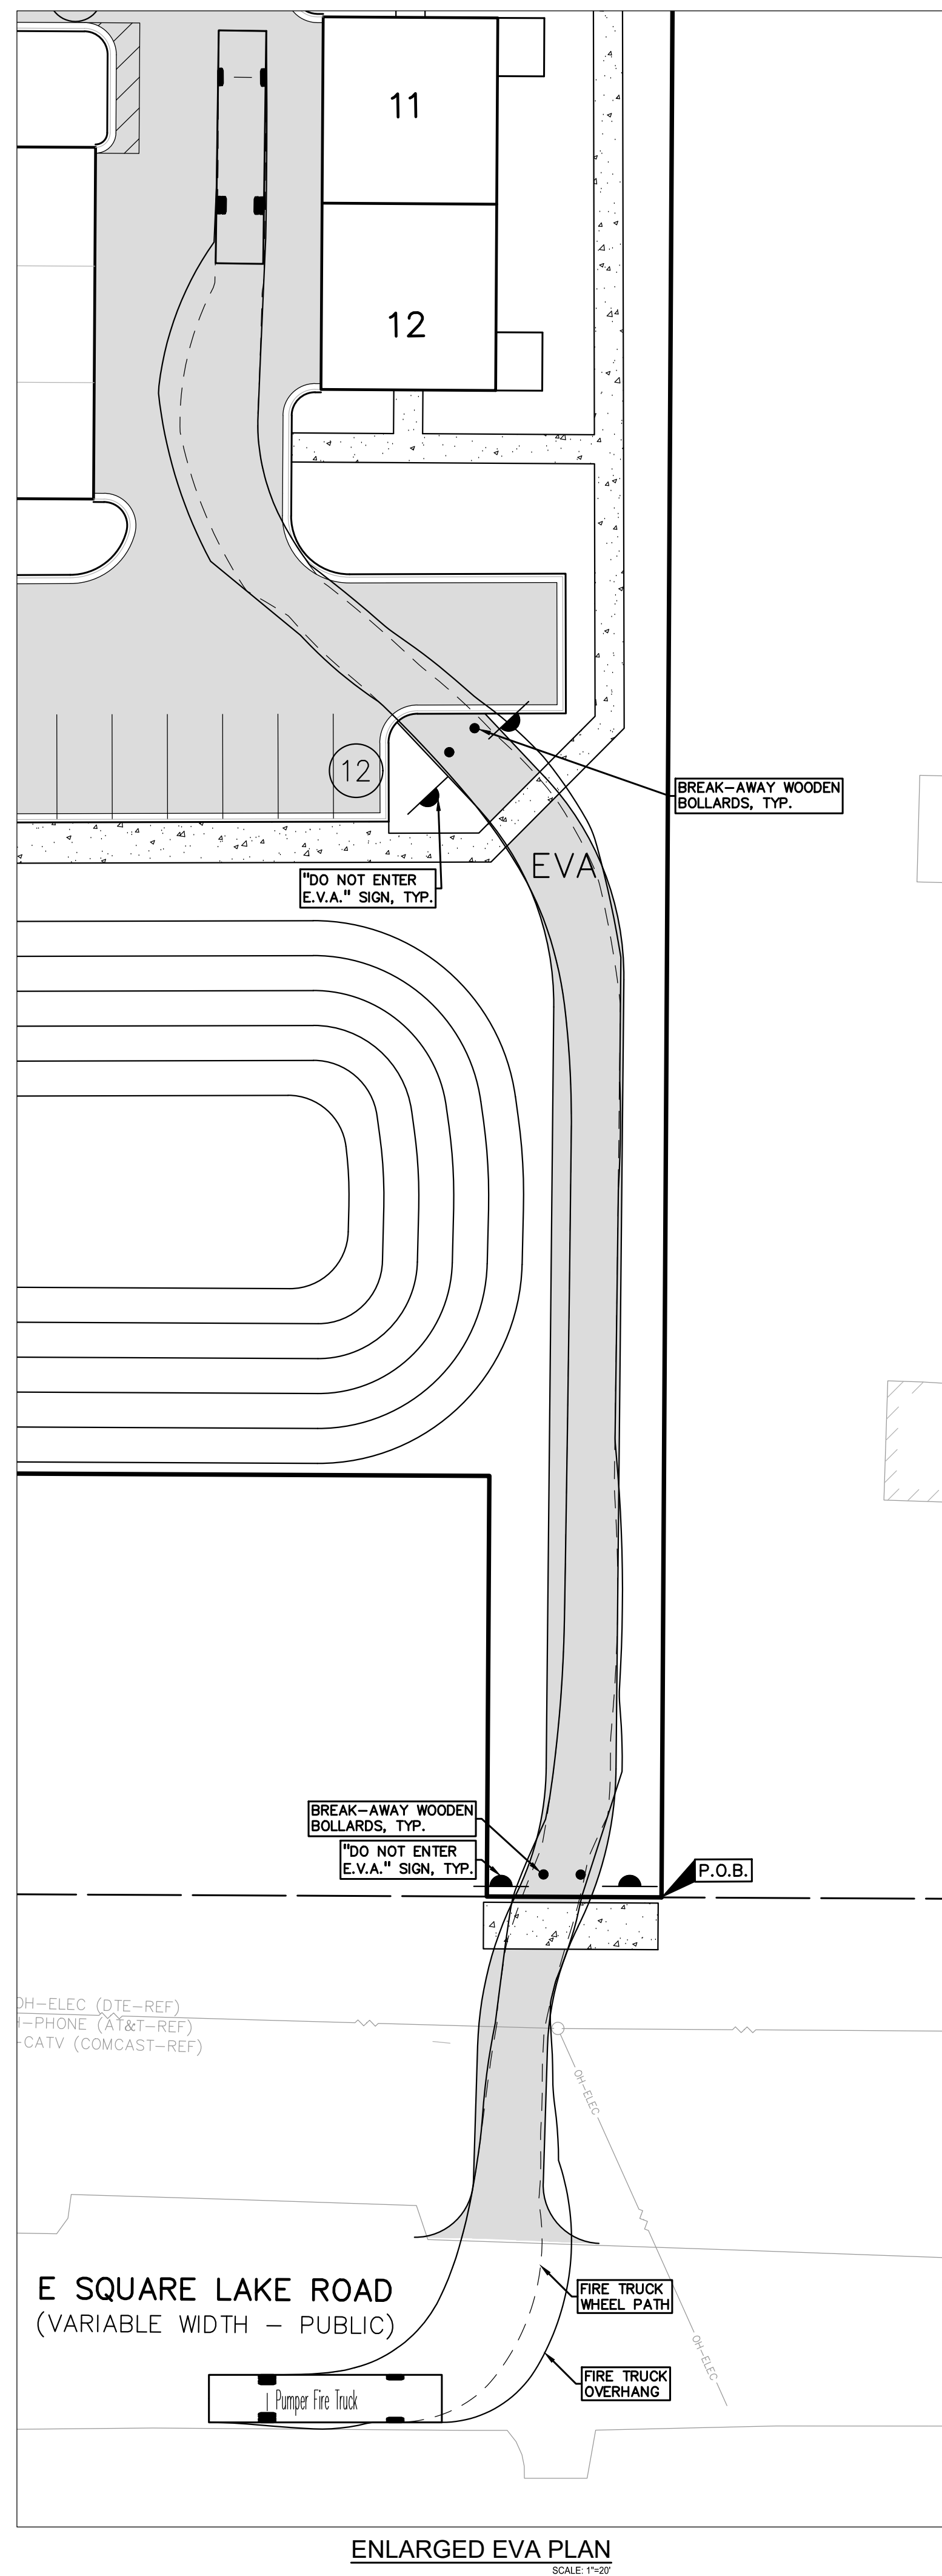 11
12
12
BREAK-AWAY WOODEN
BOLLARDS, TYP.
"DO NOT ENTER
E.V.A." SIGN, TYP.
EVA
BREAK-AWAY WOODEN
BOLLARDS, TYP.
"DO NOT ENTER
E.V.A." SIGN, TYP.
P.O.B.
OH-ELEC (DTE-REF)
H-PHONE (AT&T-REF)
-CATV (COMCAST-REF)
OH-ELEC
E SQUARE LAKE ROAD
(VARIABLE WIDTH - PUBLIC)
FIRE TRUCK
WHEEL PATH
OH-ELEC
FIRE TRUCK
OVERHANG
Pumper Fire Truck
ENLARGED EVA PLAN
SCALE: 1"=20'